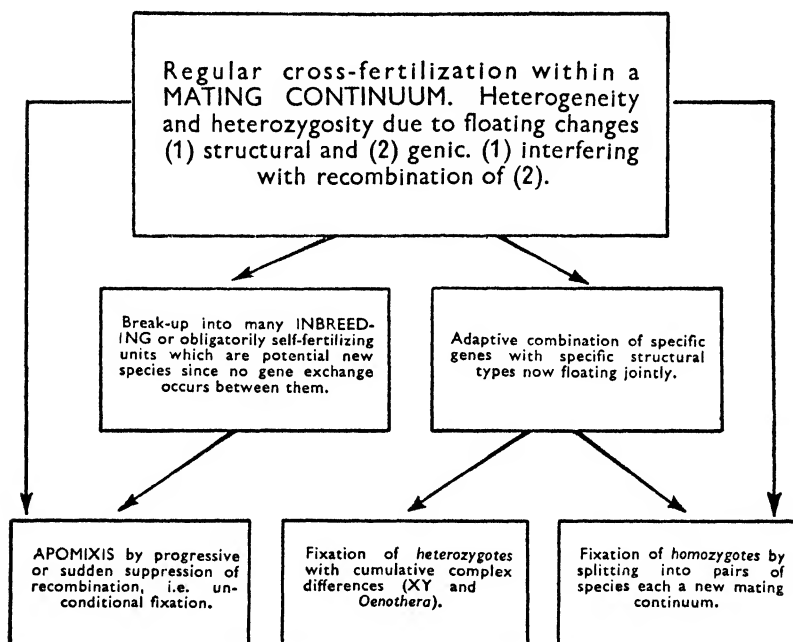 Regular cross-fertilization within a
MATING CONTINUUM. Heterogeneity
and heterozygosity due to floating changes
(1) structural and (2) genic. (1) interfering
with recombination of (2).
Break-up into many INBREED-
ING or obligatorily self-fertilizing
units which are potential new
species since no gene exchange
occurs between them.
Adaptive combination of specific
genes with specific structural
types now floating jointly.
APOMIXIS by progressive
or sudden suppression of
recombination, i.e. un-
conditional fixation.
Fixation of heterozygotes
with cumulative complex
differences (XY and
Oenothera).
Fixation of homozygotes by
splitting into pairs of
species each a new mating
continuum.